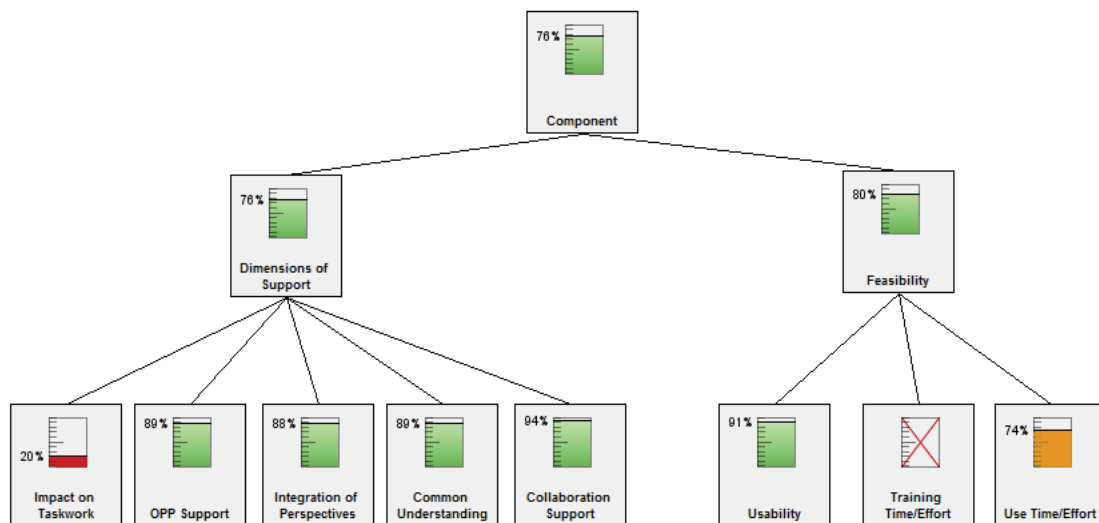 76%
Component
76%
Dimensions of
Support
80%
Feasibility
20%
Impact on
Taskwork
89%
OPP Support
88%
Integration of
Perspectives
89%
Common
Understanding
94%
Collaboration
Support
91%
Usability
Training
Time/Effort
74%
Use Time/Effort